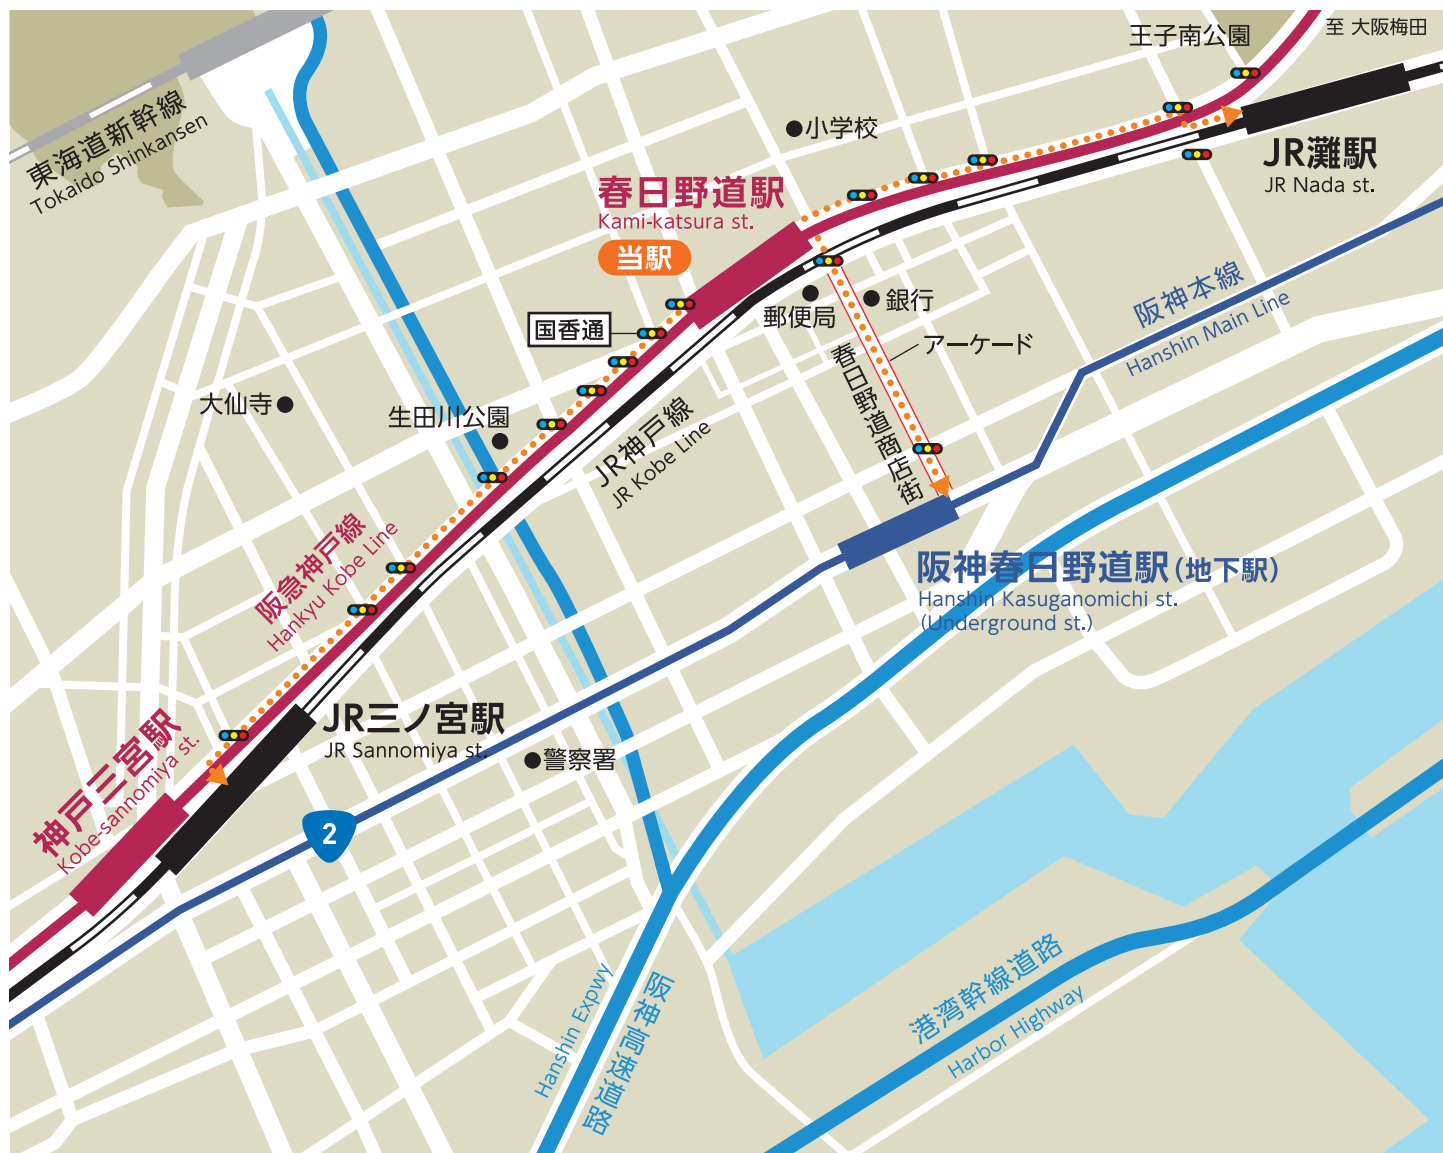 王子南公園
至 大阪梅田
東海道新幹線
Tokaido Shinkansen
小学校
JR灘駅
JR Nada st.
春日野道駅
Kami-katsura st.
当駅
国香通
郵便局
銀行
アーケード
春日野道商店街
阪神本線
Hanshin Main Line
大仙寺
生田川公園
JR神戸線
JR Kobe Line
阪急神戸線
Hankyu Kobe Line
阪神春日野道駅(地下駅)
Hanshin Kasuganomichi st.
(Underground st.)
神戸三宮駅
Kobe-sannomiya st.
JR三ノ宮駅
JR Sannomiya st.
警察署
2
Hanshin Expwy
阪神高速道路
港湾幹線道路
Harbor Highway